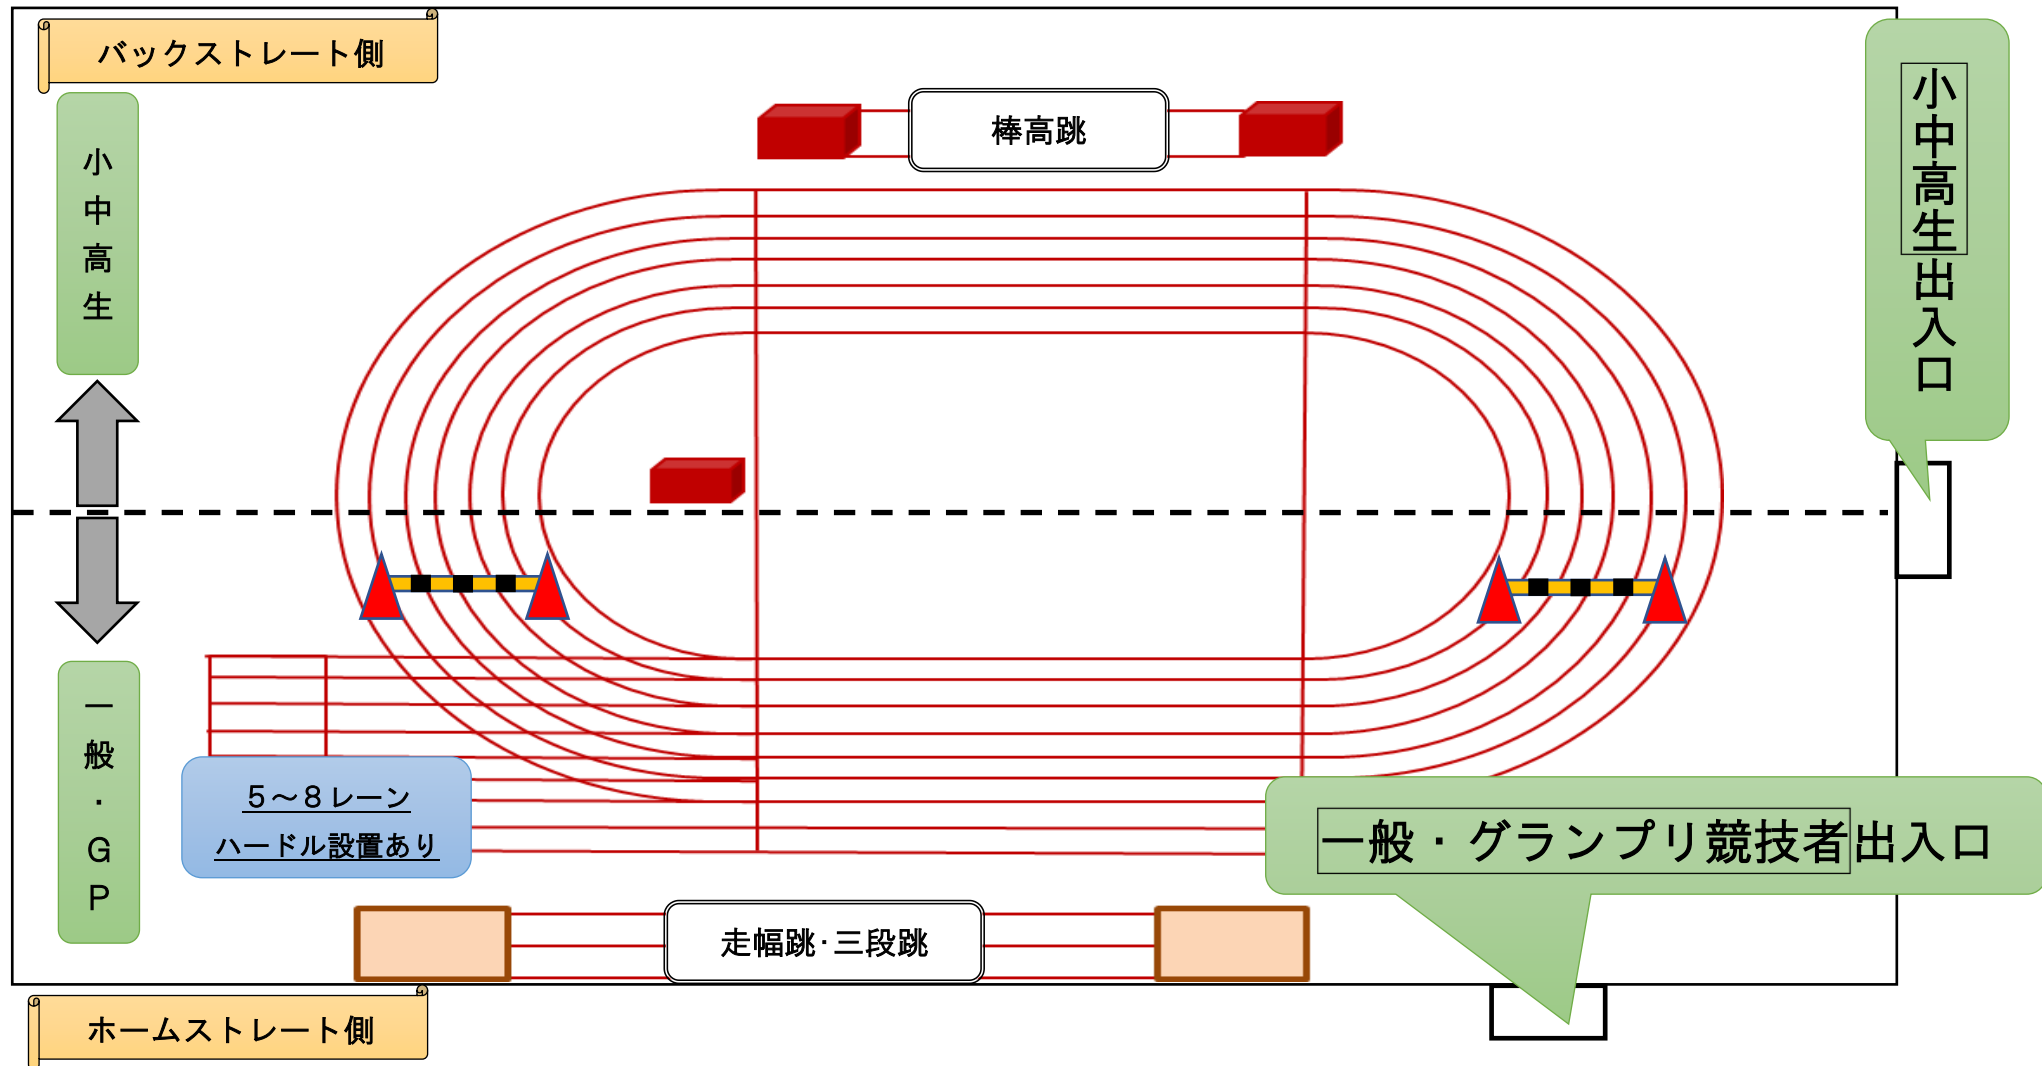 バックストレート側
小中高生
棒高跳
小中高生出入口
一般・GP
5～8レーン
ハードル設置あり
一般・グランプリ競技者出入口
走幅跳･三段跳
ホームストレート側